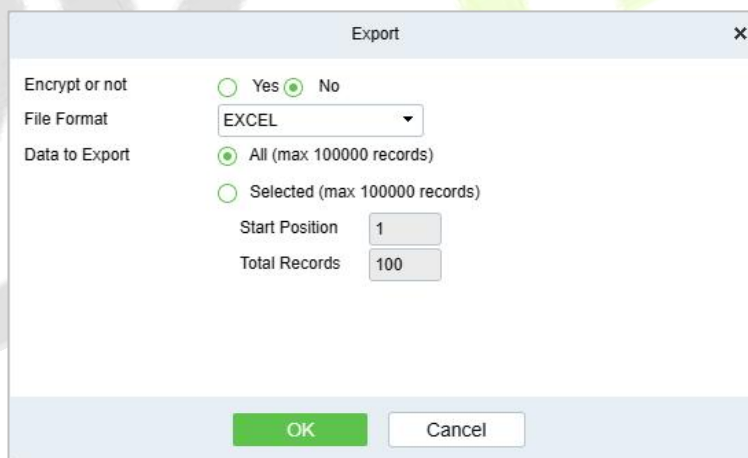 Export
Encrypt or not Yes No
File Format EXCEL
Data to Export All (max 100000 records)
Selected (max 100000 records)
Start Position 1
Total Records 100
OK Cancel